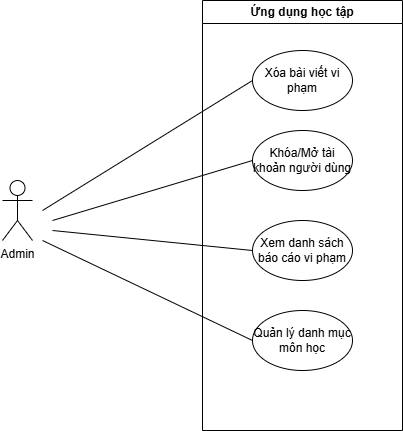 Ứng dụng học tập
Xóa bài viết vi
phạm
Khóa/Mở tài
khoản người dùng
Admin
Xem danh sách
báo cáo vi phạm
Quản lý danh mục
môn học